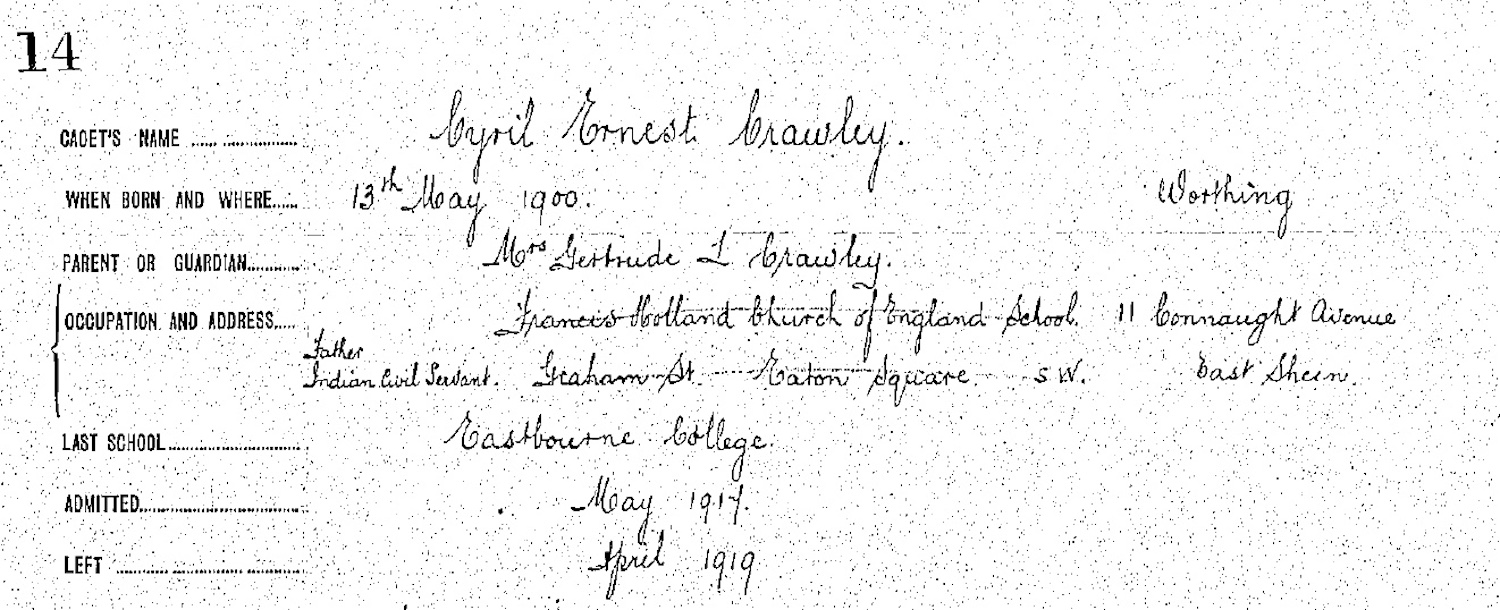 14
CADET'S NAME ............ Cyril Ernest Crawley.
WHEN BORN AND WHERE..... 13th May 1900. Worthing
PARENT OR GUARDIAN.......... Mrs Gertrude L Crawley.
OCCUPATION AND ADDRESS..... Francis Holland Church of England School. 11 Connaught Avenue
Father
Indian Civil Servant. Graham St. Eaton Square. S W. East Sheen.
LAST SCHOOL............ Eastbourne College.
ADMITTED............ May 1917.
LEFT ............ April 1919